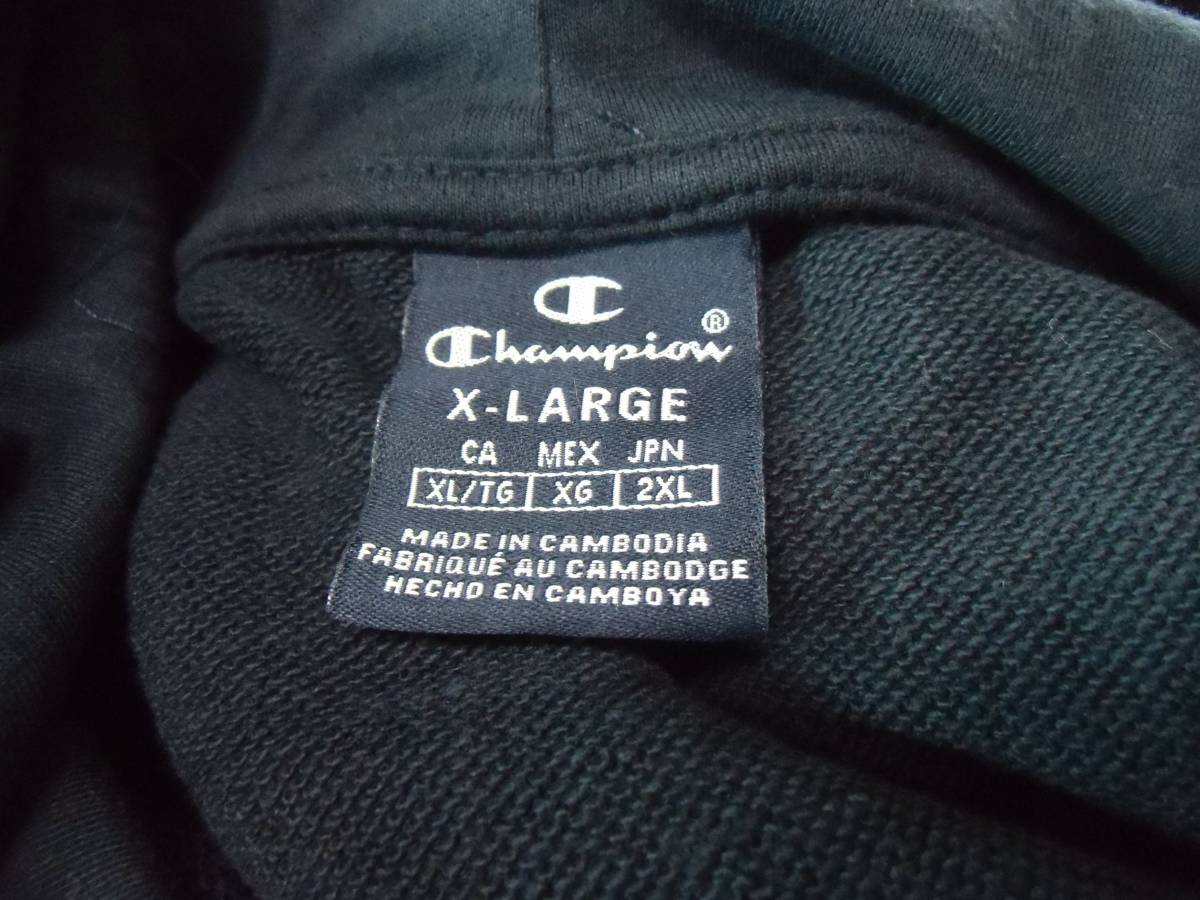 Champion®
X-LARGE
CA MEX JPN
XL/TG XG 2XL
MADE IN CAMBODIA
FABRIQUÉ AU CAMBODGE
HECHO EN CAMBOYA